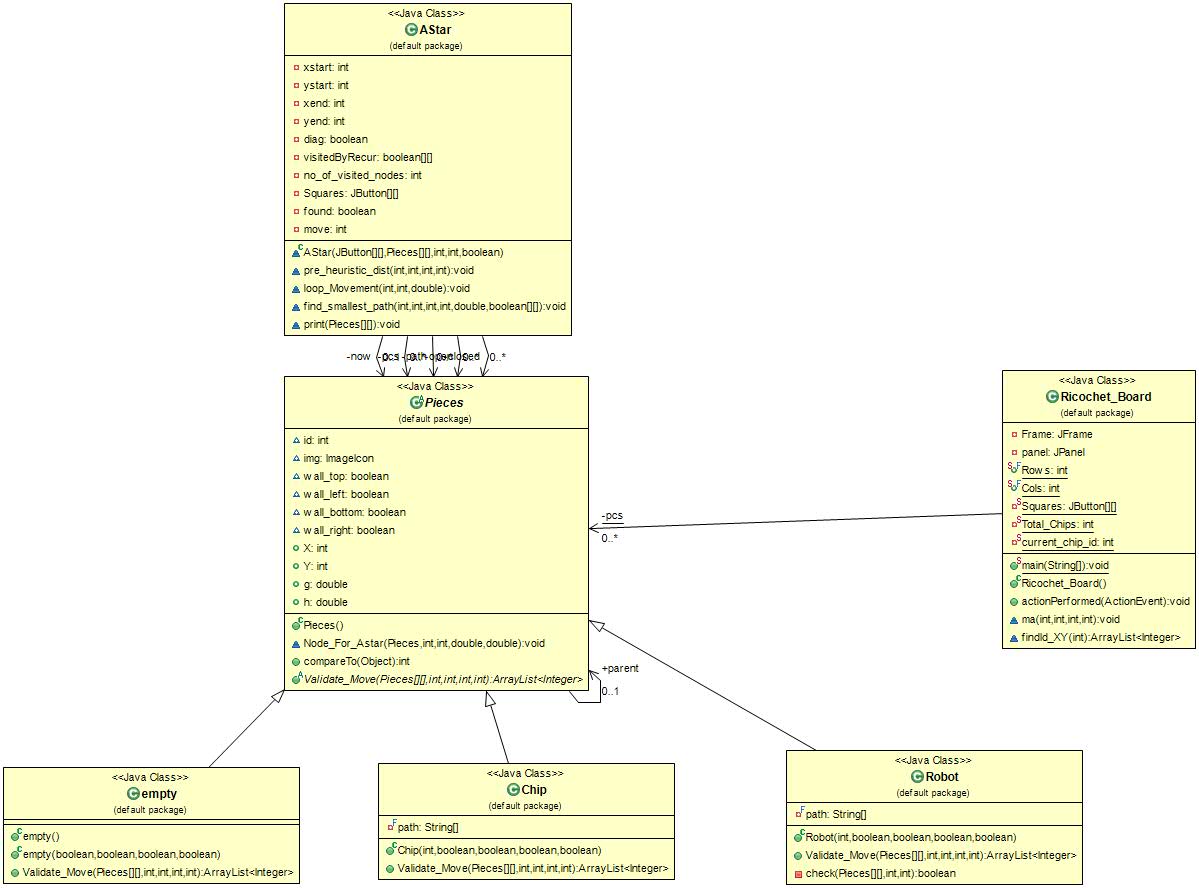 <<Java Class>>
AStar
(default package)
xstart: int
ystart: int
xend: int
yend: int
diag: boolean
visitedByRecur: boolean[][]
no_of_visited_nodes: int
Squares: JButton[][]
found: boolean
move: int
AStar(JButton[][],Pieces[][],int,int,boolean)
pre_heuristic_dist(int,int,int,int):void
loop_Movement(int,int,double):void
find_smallest_path(int,int,int,int,double,boolean[][]):void
print(Pieces[][]):void
-now -pcs -path 0..*
<<Java Class>>
Pieces
(default package)
id: int
img: ImageIcon
wall_top: boolean
wall_left: boolean
wall_bottom: boolean
wall_right: boolean
X: int
Y: int
g: double
h: double
Pieces()
Node_For_Astar(Pieces,int,int,double,double):void
compareTo(Object):int
Validate_Move(Pieces[][],int,int,int,int):ArrayList<Integer>
+parent
0..1
-pcs
0..*
<<Java Class>>
Ricochet_Board
(default package)
Frame: JFrame
panel: JPanel
Rows: int
Cols: int
Squares: JButton[][]
Total_Chips: int
current_chip_id: int
main(String[]):void
Ricochet_Board()
actionPerformed(ActionEvent):void
ma(int,int,int,int):void
findId_XY(int):ArrayList<Integer>
<<Java Class>>
empty
(default package)
empty()
empty(boolean,boolean,boolean,boolean)
Validate_Move(Pieces[][],int,int,int,int):ArrayList<Integer>
<<Java Class>>
Chip
(default package)
path: String[]
Chip(int,boolean,boolean,boolean,boolean)
Validate_Move(Pieces[][],int,int,int,int):ArrayList<Integer>
<<Java Class>>
Robot
(default package)
path: String[]
Robot(int,boolean,boolean,boolean,boolean)
Validate_Move(Pieces[][],int,int,int,int):ArrayList<Integer>
check(Pieces[][],int,int):boolean